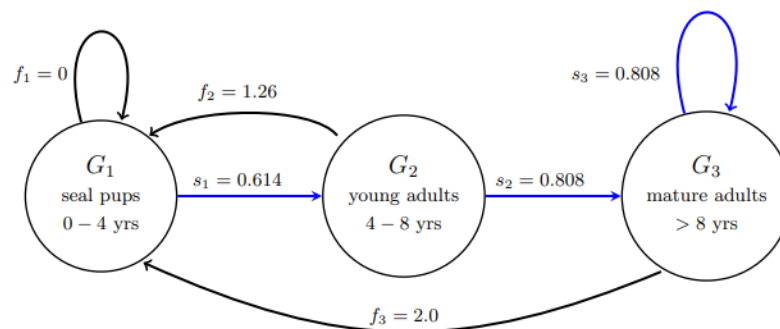 f₁ = 0
f₂ = 1.26
s₃ = 0.808
G₁
seal pups
0 − 4 yrs
s₁ = 0.614
G₂
young adults
4 − 8 yrs
s₂ = 0.808
G₃
mature adults
> 8 yrs
f₃ = 2.0